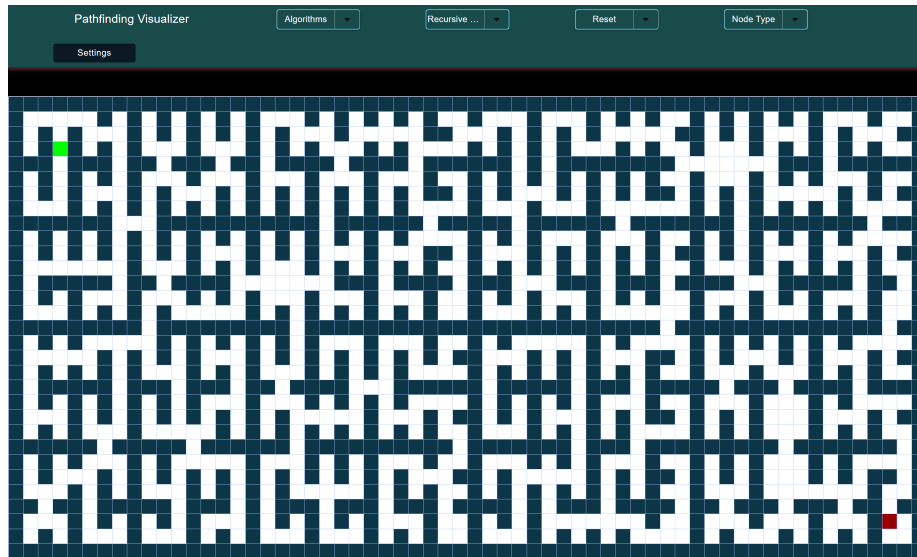 Pathfinding Visualizer
Algorithms
Recursive ...
Reset
Node Type
Settings